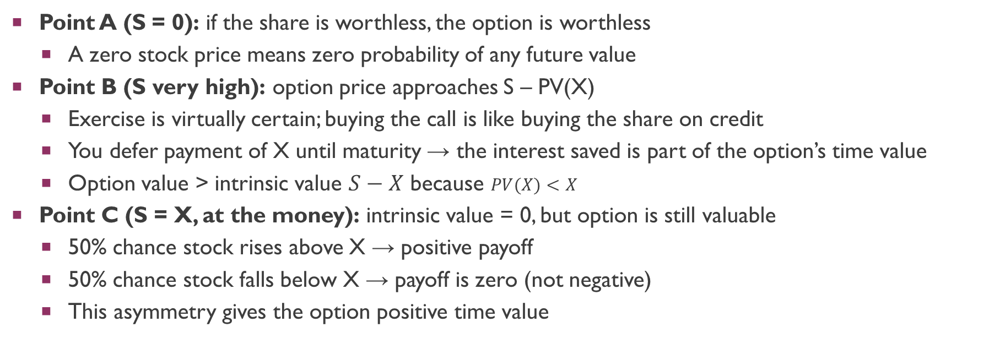 ▪ Point A (S = 0): if the share is worthless, the option is worthless
▪ A zero stock price means zero probability of any future value
▪ Point B (S very high): option price approaches S – PV(X)
▪ Exercise is virtually certain; buying the call is like buying the share on credit
▪ You defer payment of X until maturity → the interest saved is part of the option’s time value
▪ Option value > intrinsic value S − X because PV(X) < X
▪ Point C (S = X, at the money): intrinsic value = 0, but option is still valuable
▪ 50% chance stock rises above X → positive payoff
▪ 50% chance stock falls below X → payoff is zero (not negative)
▪ This asymmetry gives the option positive time value